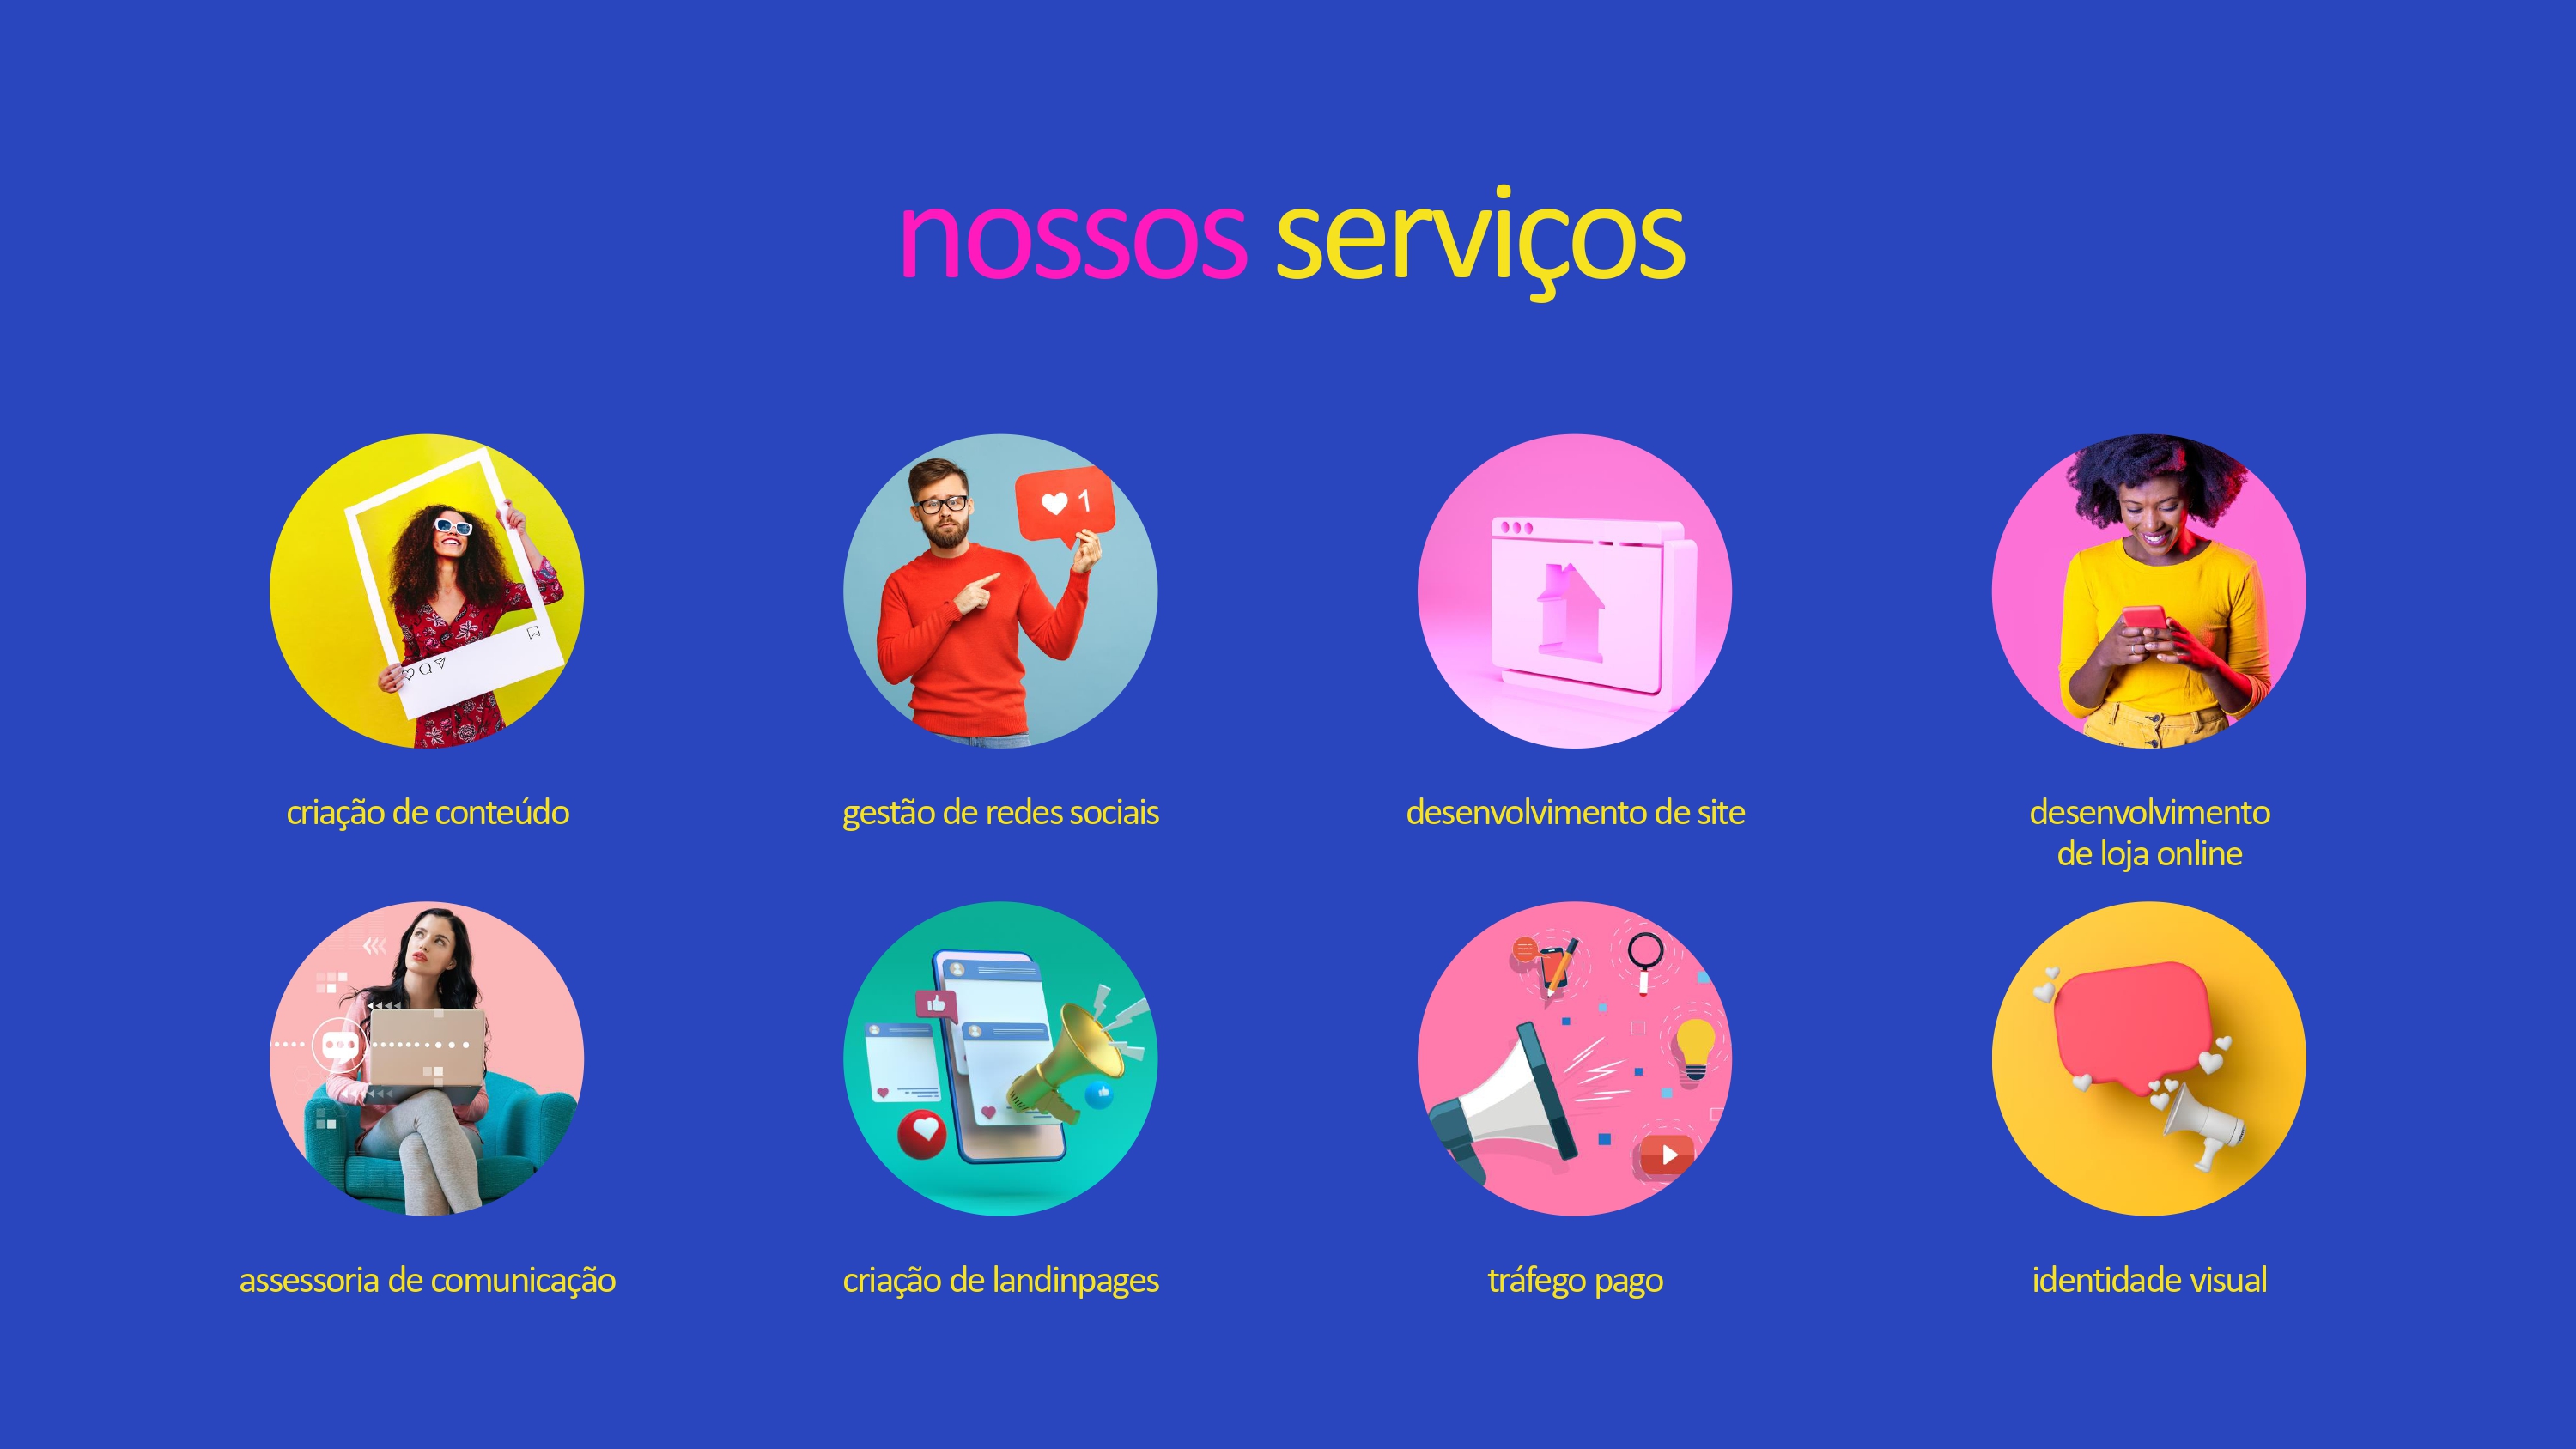 nossos serviços
1
criação de conteúdo
gestão de redes sociais
desenvolvimento de site
desenvolvimento
de loja online
assessoria de comunicação
criação de landinpages
tráfego pago
identidade visual